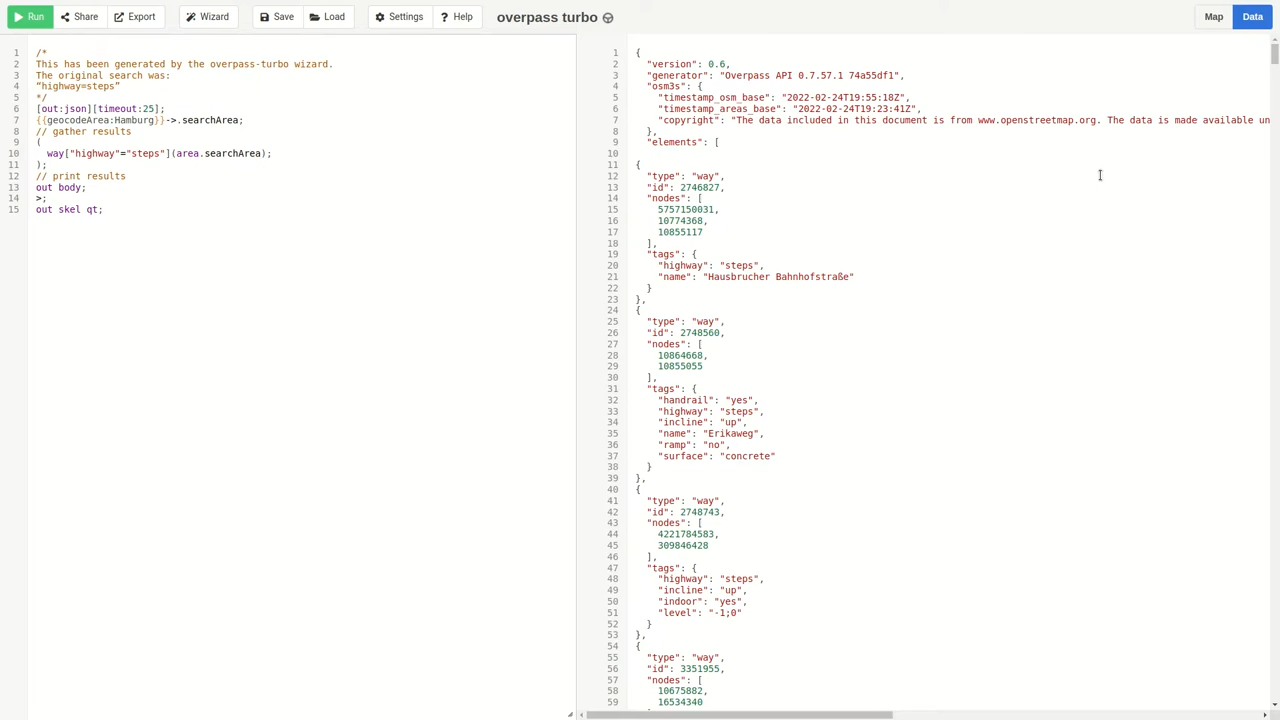 Run Share Export Wizard Save Load Settings Help overpass turbo Map Data
1 /*
2 This has been generated by the overpass-turbo wizard.
3 The original search was:
4 “highway=steps”
5 */
6 [out:json][timeout:25];
7 {{geocodeArea:Hamburg}}->.searchArea;
8 // gather results
9 (
10 way["highway"="steps"](area.searchArea);
11 );
12 // print results
13 out body;
14 >;
15 out skel qt;
1 {
2 "version": 0.6,
3 "generator": "Overpass API 0.7.57.1 74a55df1",
4 "osm3s": {
5 "timestamp_osm_base": "2022-02-24T19:55:18Z",
6 "timestamp_areas_base": "2022-02-24T19:23:41Z",
7 "copyright": "The data included in this document is from www.openstreetmap.org. The data is made available un
8 },
9 "elements": [
10
11 {
12 "type": "way",
13 "id": 2746827,
14 "nodes": [
15 5757150031,
16 10774368,
17 10855117
18 ],
19 "tags": {
20 "highway": "steps",
21 "name": "Hausbrucher Bahnhofstraße"
22 }
23 },
24 {
25 "type": "way",
26 "id": 2748560,
27 "nodes": [
28 10864668,
29 10855055
30 ],
31 "tags": {
32 "handrail": "yes",
33 "highway": "steps",
34 "incline": "up",
35 "name": "Erikaweg",
36 "ramp": "no",
37 "surface": "concrete"
38 }
39 },
40 {
41 "type": "way",
42 "id": 2748743,
43 "nodes": [
44 4221784583,
45 309846428
46 ],
47 "tags": {
48 "highway": "steps",
49 "incline": "up",
50 "indoor": "yes",
51 "level": "-1;0"
52 }
53 },
54 {
55 "type": "way",
56 "id": 3351955,
57 "nodes": [
58 10675882,
59 16534340